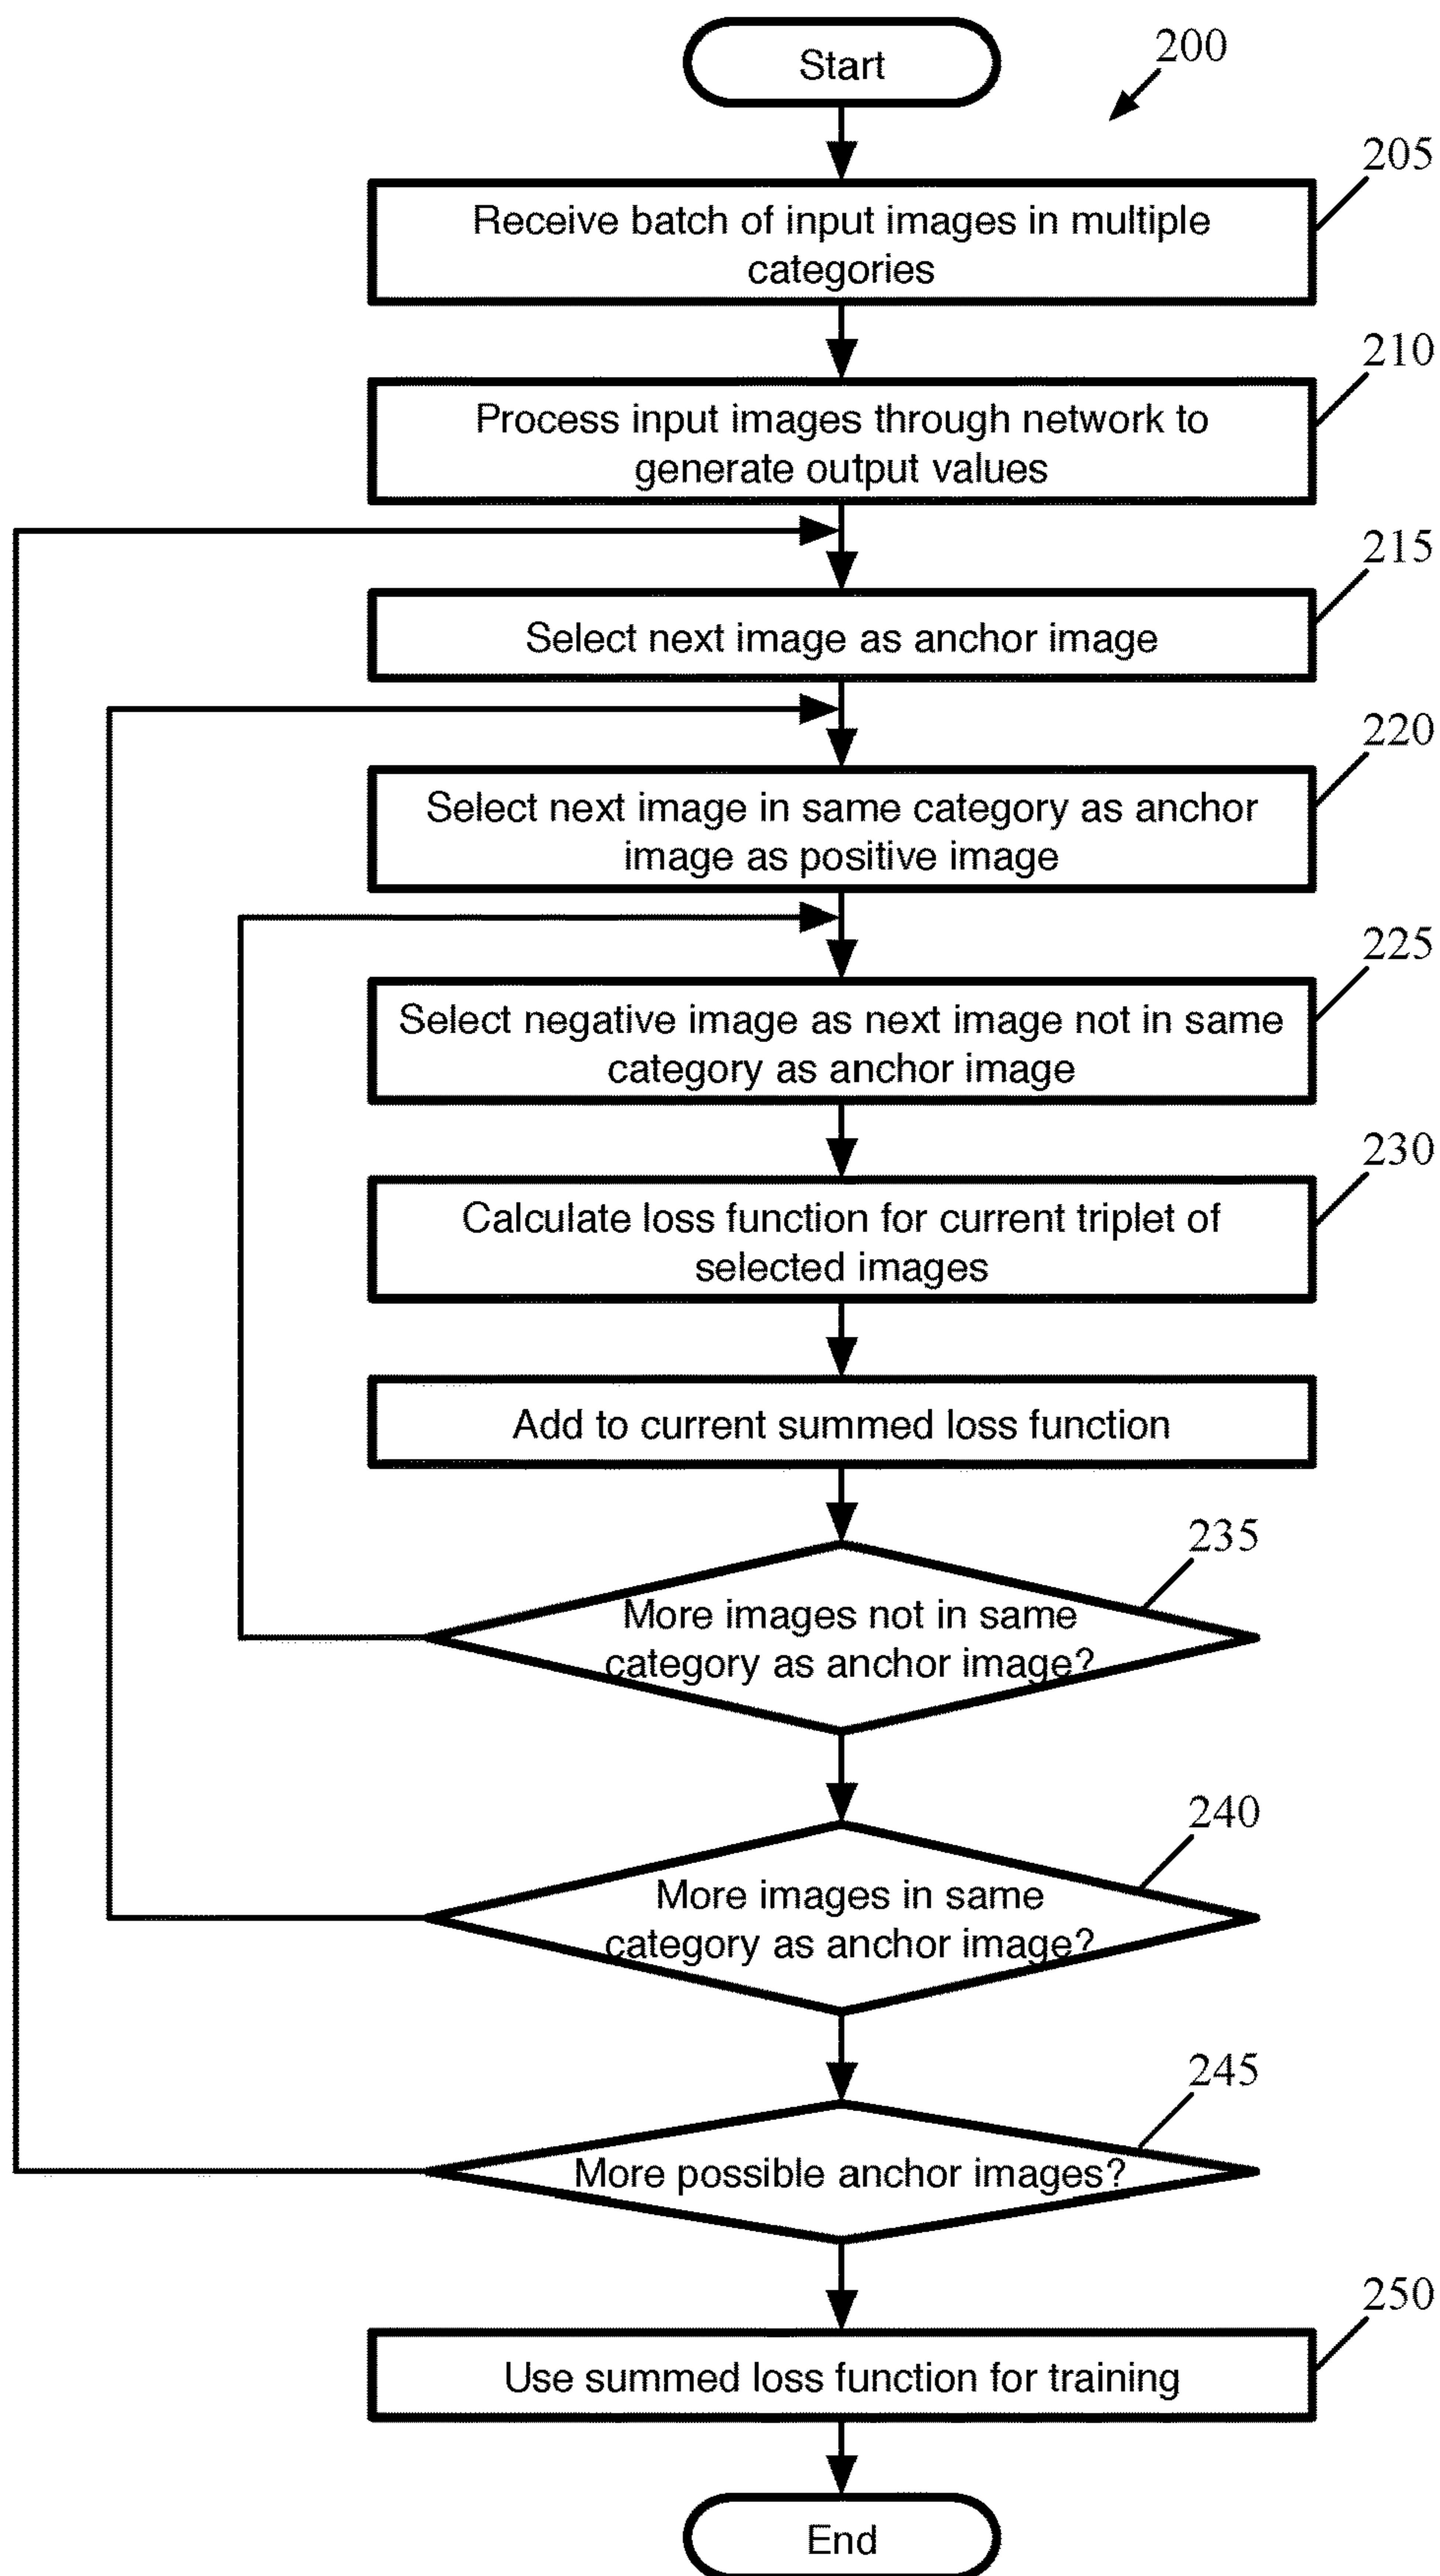 Start
200
205
Receive batch of input images in multiple
categories
210
Process input images through network to
generate output values
215
Select next image as anchor image
220
Select next image in same category as anchor
image as positive image
225
Select negative image as next image not in same
category as anchor image
230
Calculate loss function for current triplet of
selected images
Add to current summed loss function
235
More images not in same
category as anchor image?
240
More images in same
category as anchor image?
245
More possible anchor images?
250
Use summed loss function for training
End